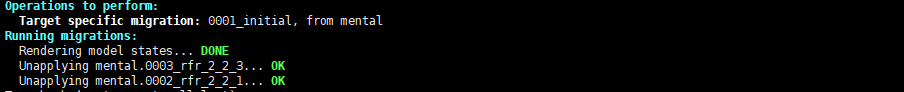 Operations to perform:
Target specific migration: 0001_initial, from mental
Running migrations:
Rendering model states... DONE
Unapplying mental.0003_rfr_2_2_3... OK
Unapplying mental.0002_rfr_2_2_1... OK